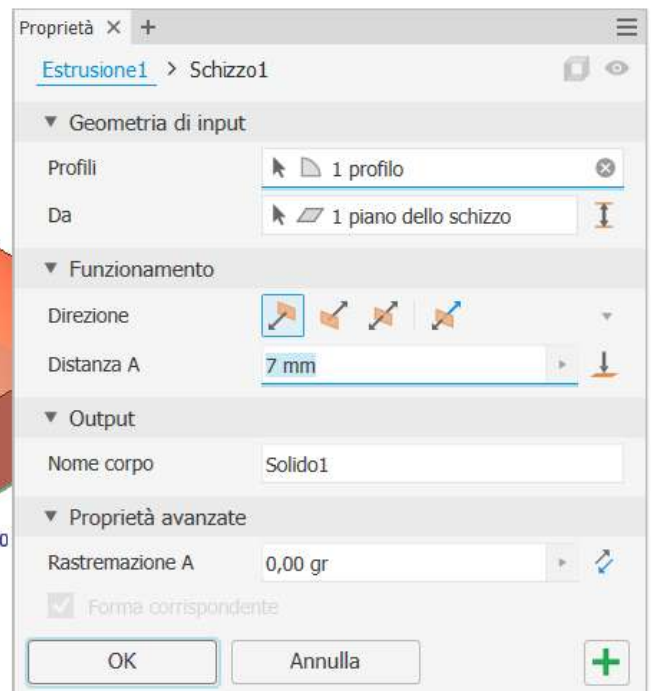 Proprietà × +
Estrusione1 > Schizzo1
Geometria di input
Profili 1 profilo
Da 1 piano dello schizzo
Funzionamento
Direzione
Distanza A 7 mm
Output
Nome corpo Solido1
Proprietà avanzate
0
Rastremazione A 0,00 gr
Forma corrispondente
OK Annulla +